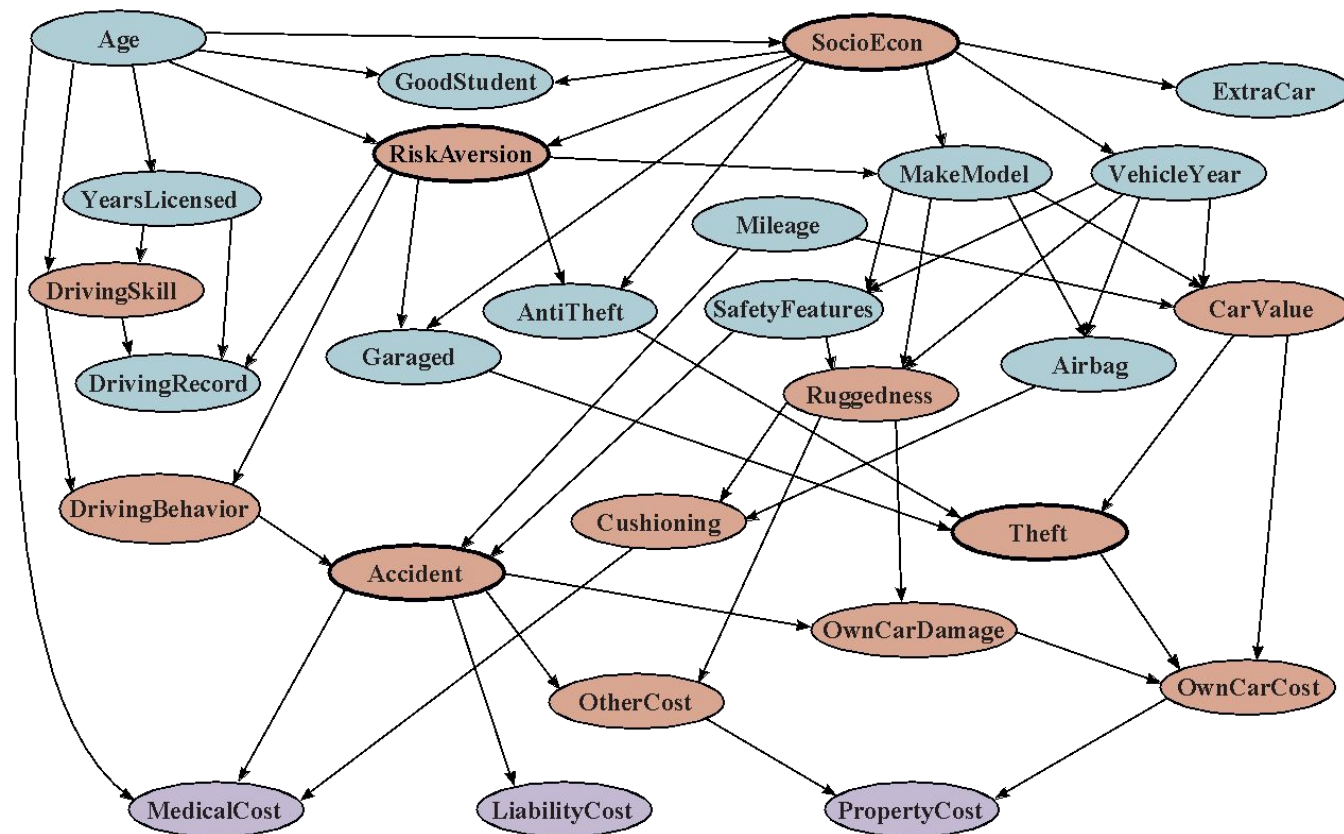 Age
SocioEcon
GoodStudent
ExtraCar
RiskAversion
MakeModel
VehicleYear
YearsLicensed
Mileage
DrivingSkill
AntiTheft
SafetyFeatures
CarValue
DrivingRecord
Garaged
Airbag
Ruggedness
DrivingBehavior
Cushioning
Theft
Accident
OwnCarDamage
OtherCost
OwnCarCost
MedicalCost
LiabilityCost
PropertyCost